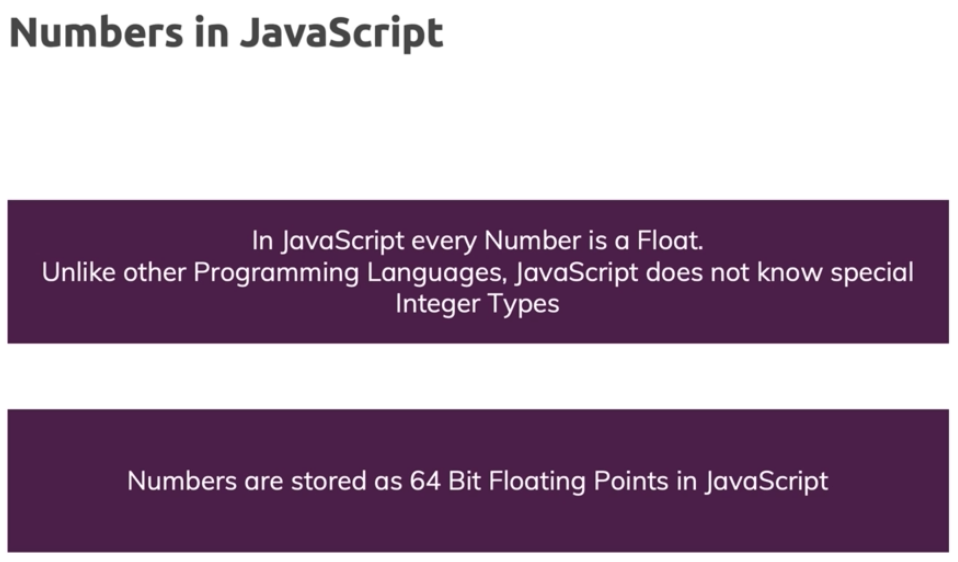 Numbers in JavaScript
In JavaScript every Number is a Float.
Unlike other Programming Languages, JavaScript does not know special
Integer Types
Numbers are stored as 64 Bit Floating Points in JavaScript